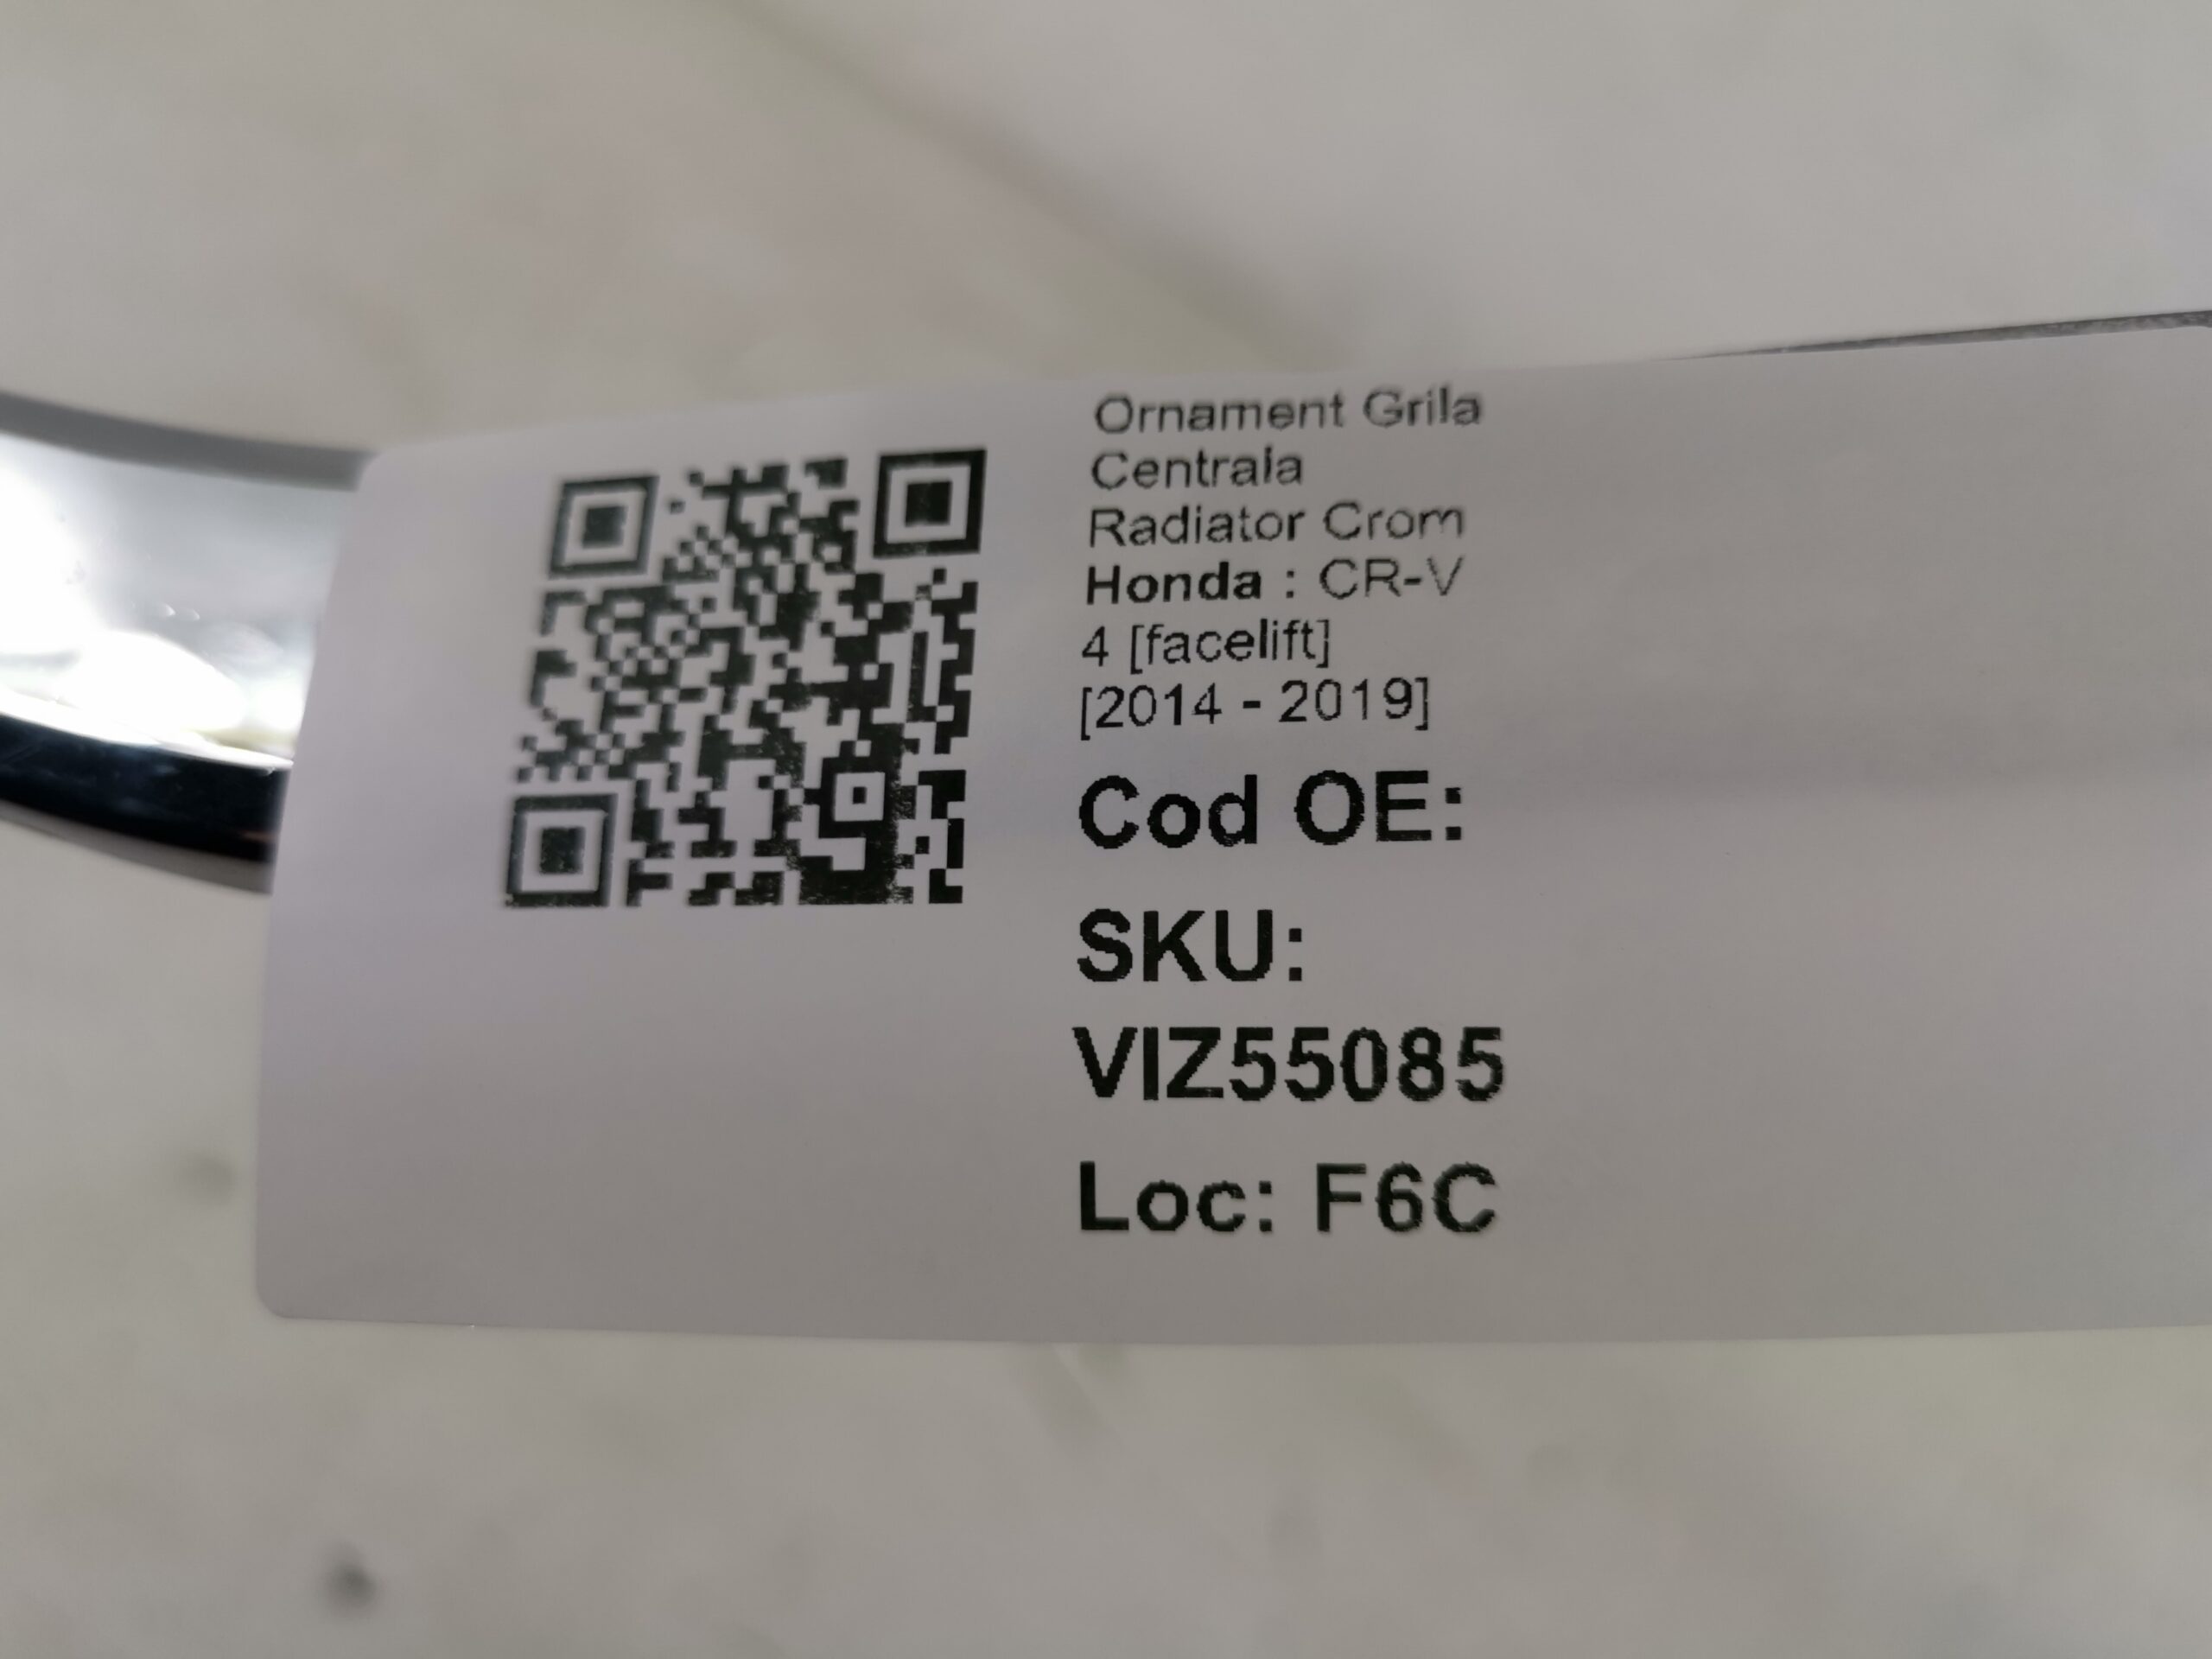 Ornament Grila
Centrala
Radiator Crom
Honda : CR-V
4 [facelift]
[2014 - 2019]
Cod OE:
SKU:
VIZ55085
Loc: F6C